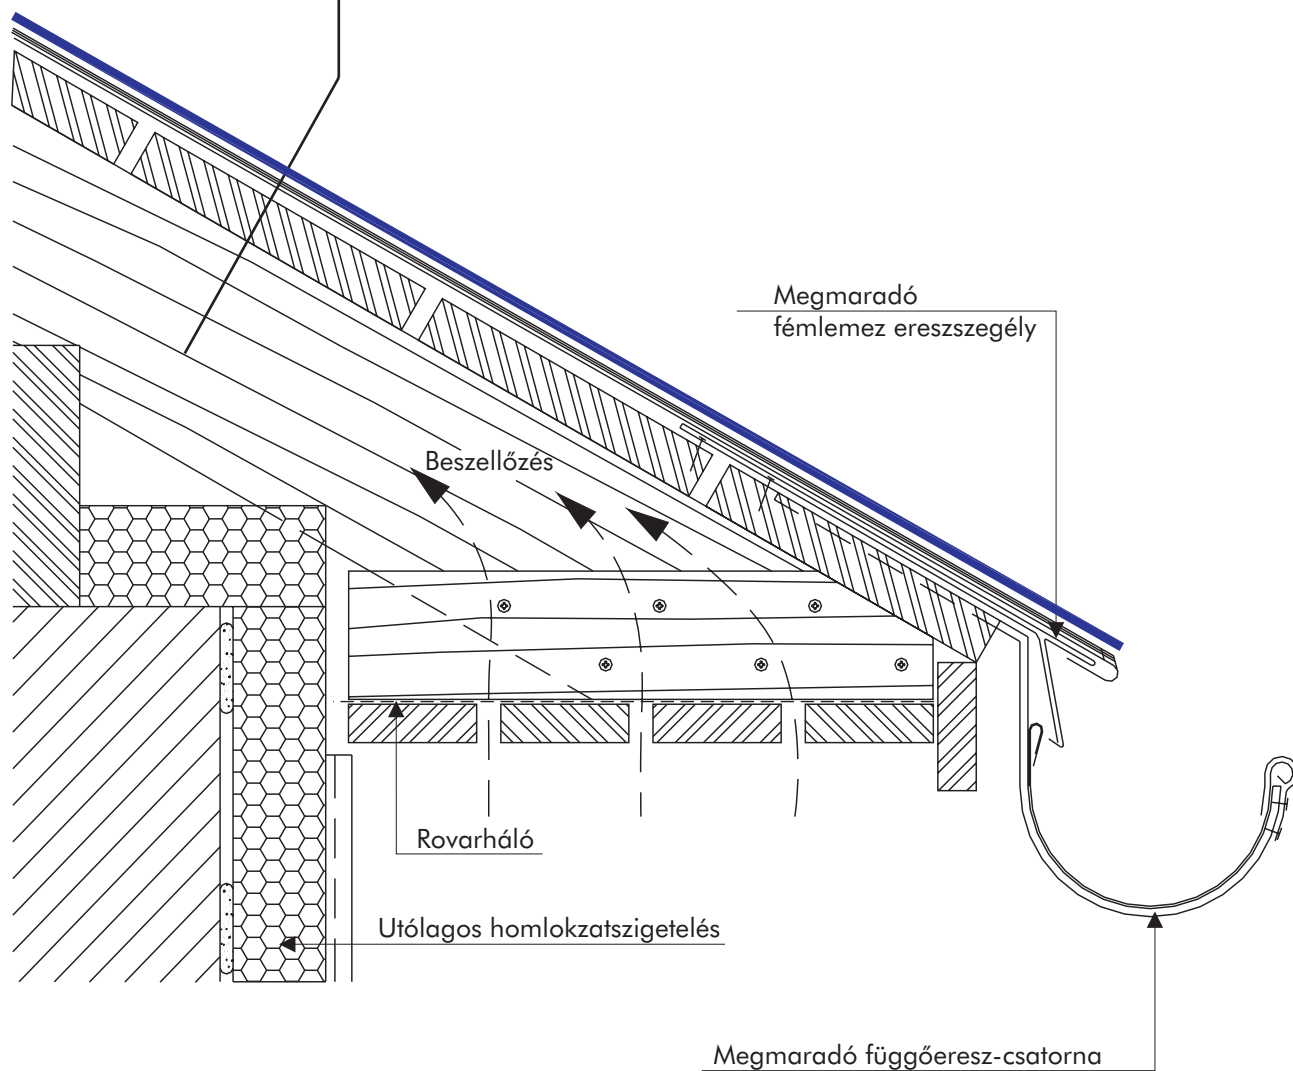 Megmaradó
fémlemez ereszszegély
Beszellőzés
Rovarháló
Utólagos homlokzatszigetelés
Megmaradó függőeresz-csatorna